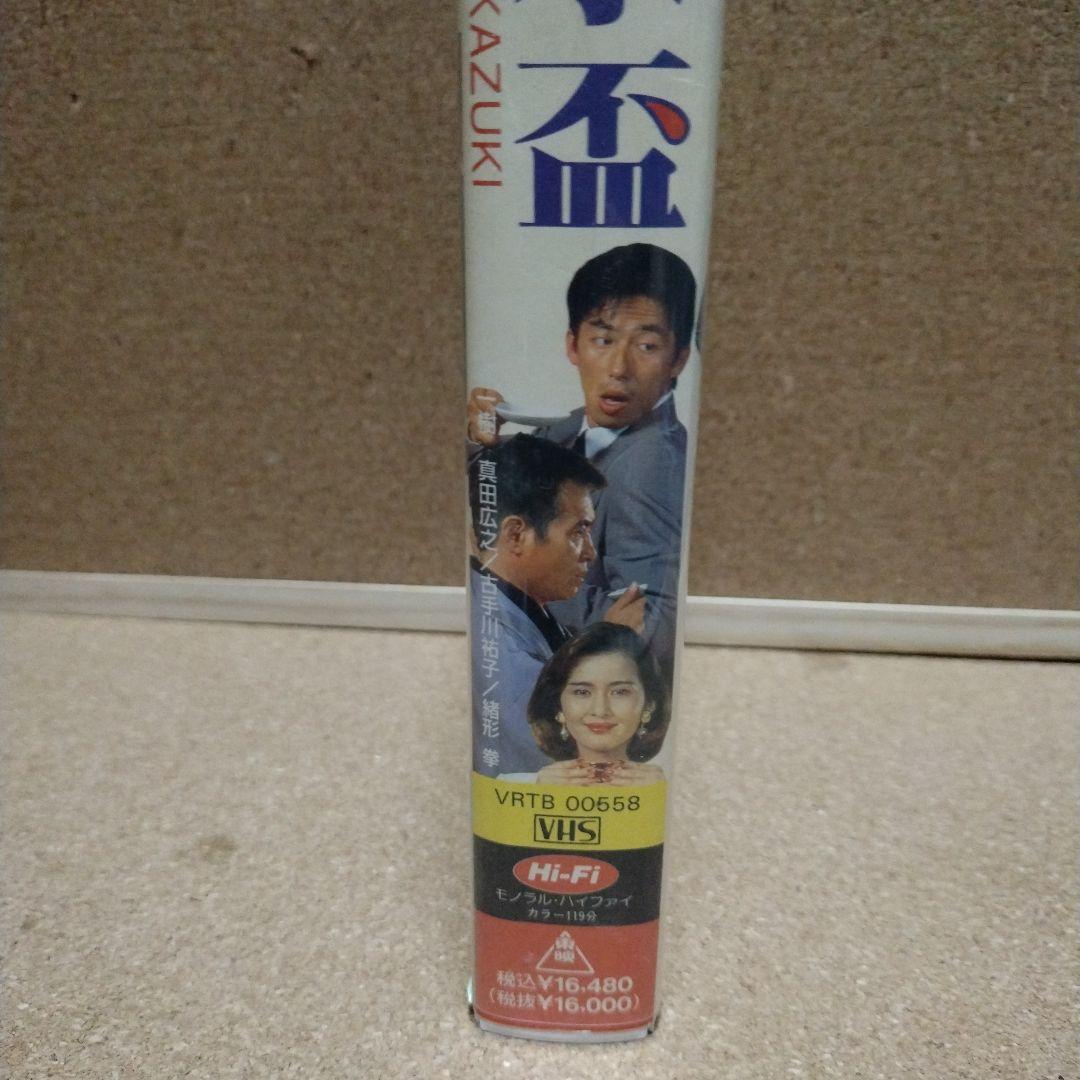 盃
KAZUKI
真田広之／古手川祐子／緒形 拳
VRTB 00558
VHS
Hi-Fi
モノラル・ハイファイ
カラー119分
東映
税込¥16,480
(税抜¥16,000)